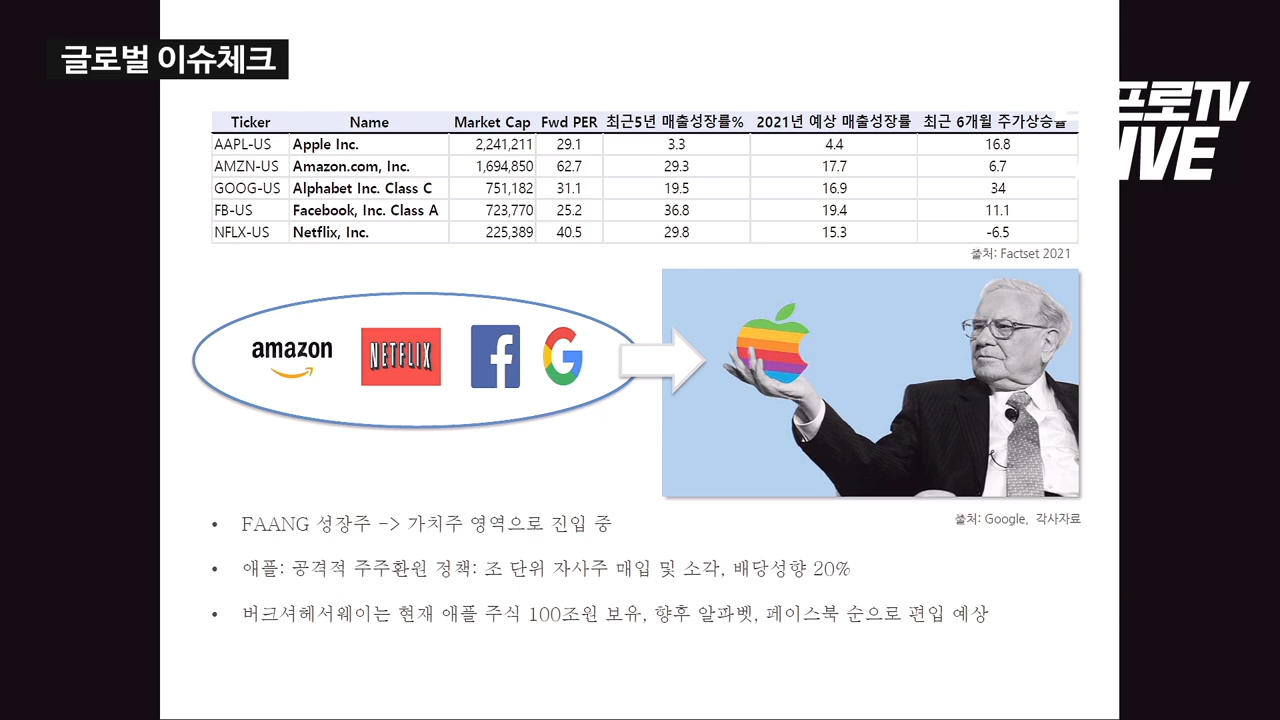 글로벌 이슈체크
프로TV
Ticker Name Market Cap Fwd PER 최근5년 매출성장률% 2021년 예상 매출성장률 최근 6개월 주가상승률
AAPL-US Apple Inc. 2,241,211 29.1 3.3 4.4 16.8
AMZN-US Amazon.com, Inc. 1,694,850 62.7 29.3 17.7 6.7
GOOG-US Alphabet Inc. Class C 751,182 31.1 19.5 16.9 34
FB-US Facebook, Inc. Class A 723,770 25.2 36.8 19.4 11.1
NFLX-US Netflix, Inc. 225,389 40.5 29.8 15.3 -6.5
출처: Factset 2021
amazon NETFLIX f G
FAANG 성장주 -> 가치주 영역으로 진입 중
출처: Google, 각사자료
애플: 공격적 주주환원 정책: 조 단위 자사주 매입 및 소각, 배당성향 20%
버크셔헤서웨이는 현재 애플 주식 100조원 보유, 향후 알파벳, 페이스북 순으로 편입 예상